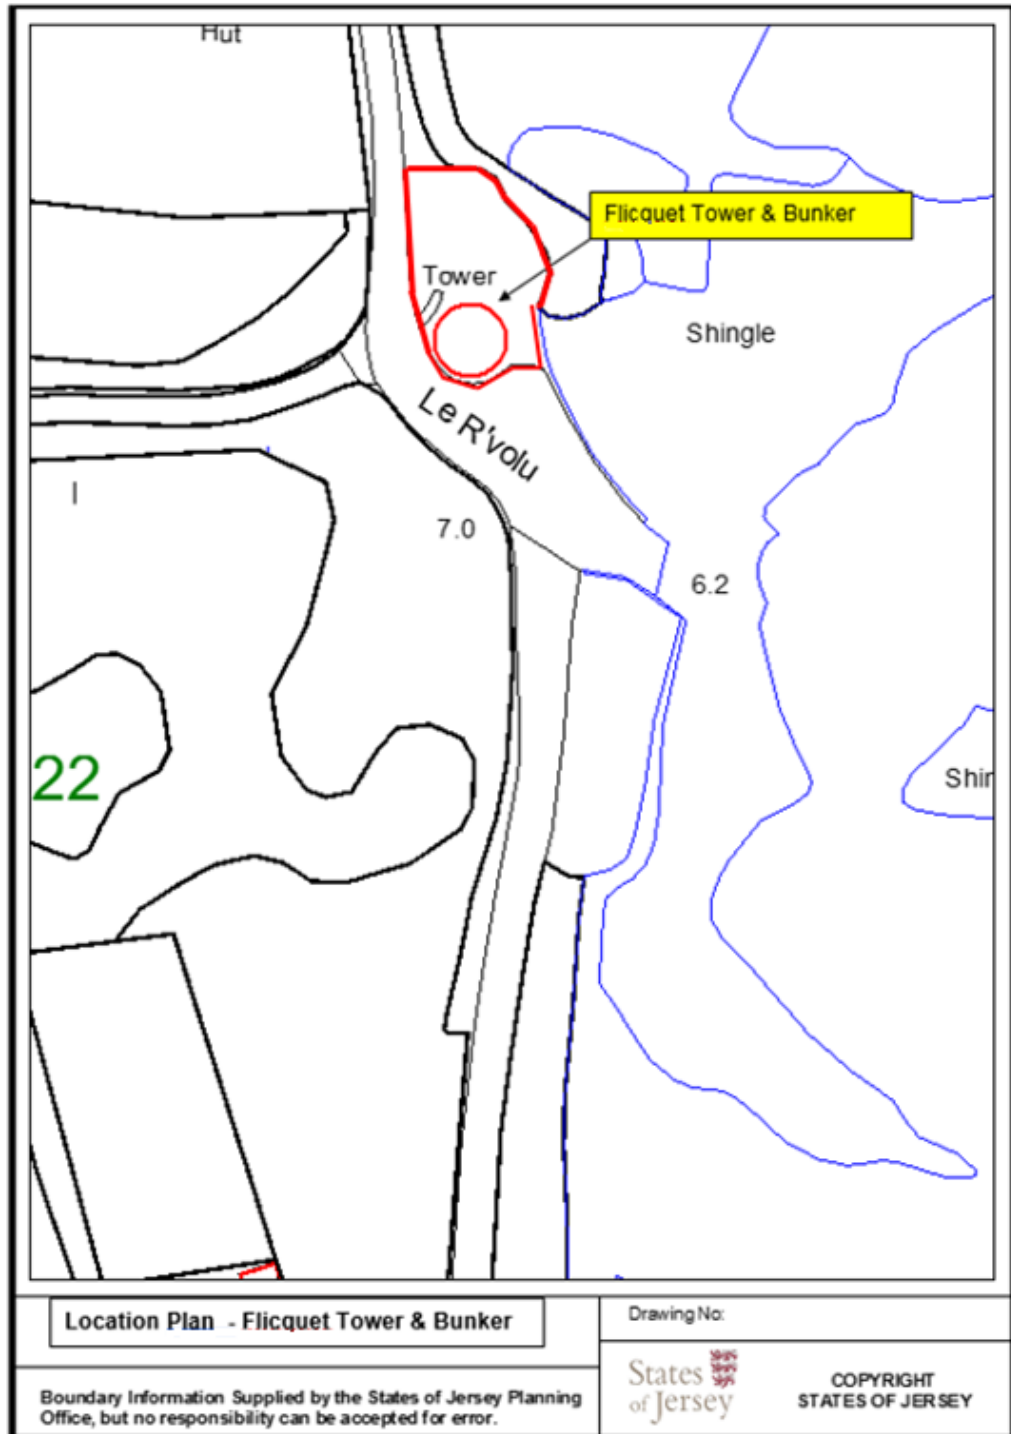 Hut
Flicquet Tower & Bunker
Tower
Shingle
Le R'volu
7.0
6.2
22
Shin
Location Plan - Flicquet Tower & Bunker
Drawing No:
Boundary Information Supplied by the States of Jersey Planning
Office, but no responsibility can be accepted for error.
States
of Jersey
COPYRIGHT
STATES OF JERSEY